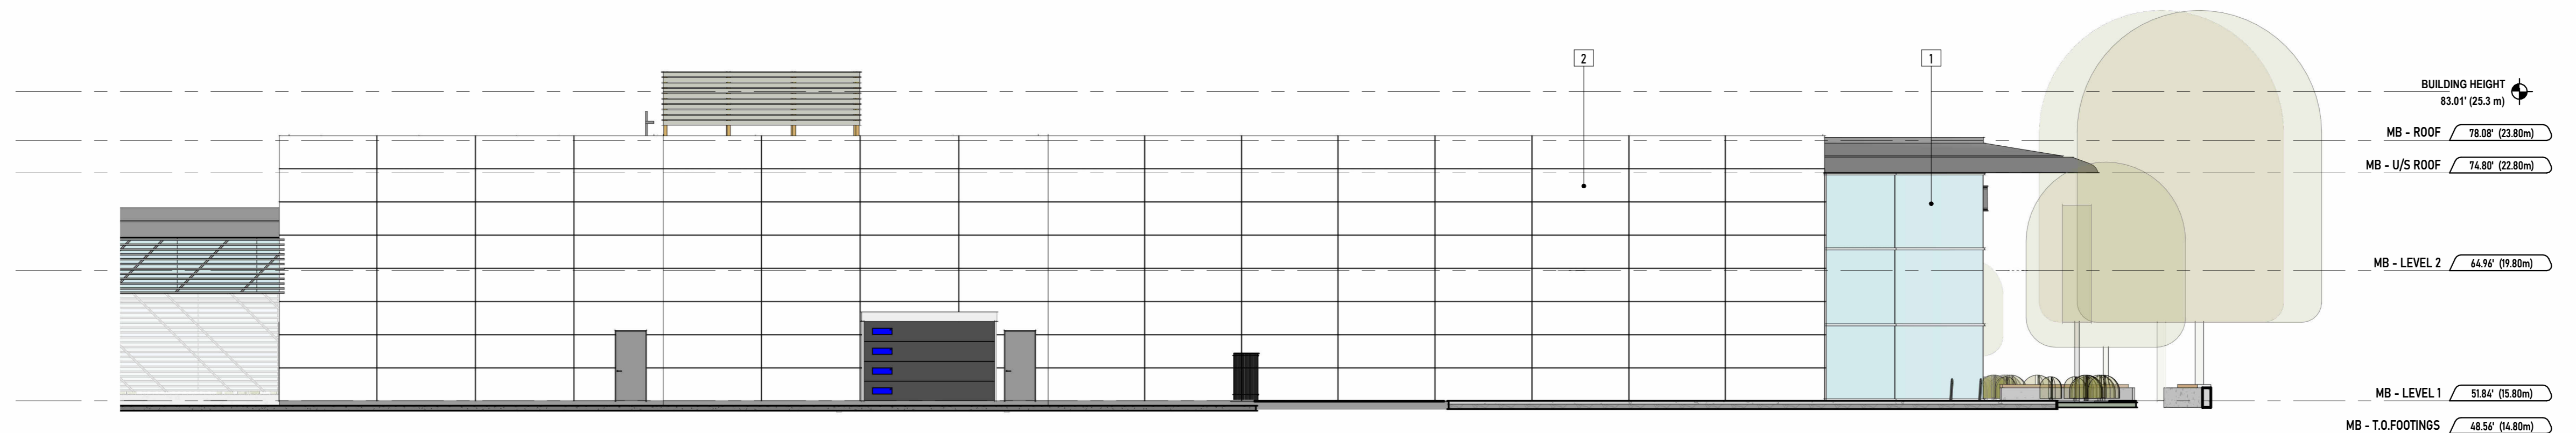 2
1
BUILDING HEIGHT
83.01' (25.3 m)
MB - ROOF 78.08' (23.80m)
MB - U/S ROOF 74.80' (22.80m)
MB - LEVEL 2 64.96' (19.80m)
MB - LEVEL 1 51.84' (15.80m)
MB - T.O.FOOTINGS 48.56' (14.80m)